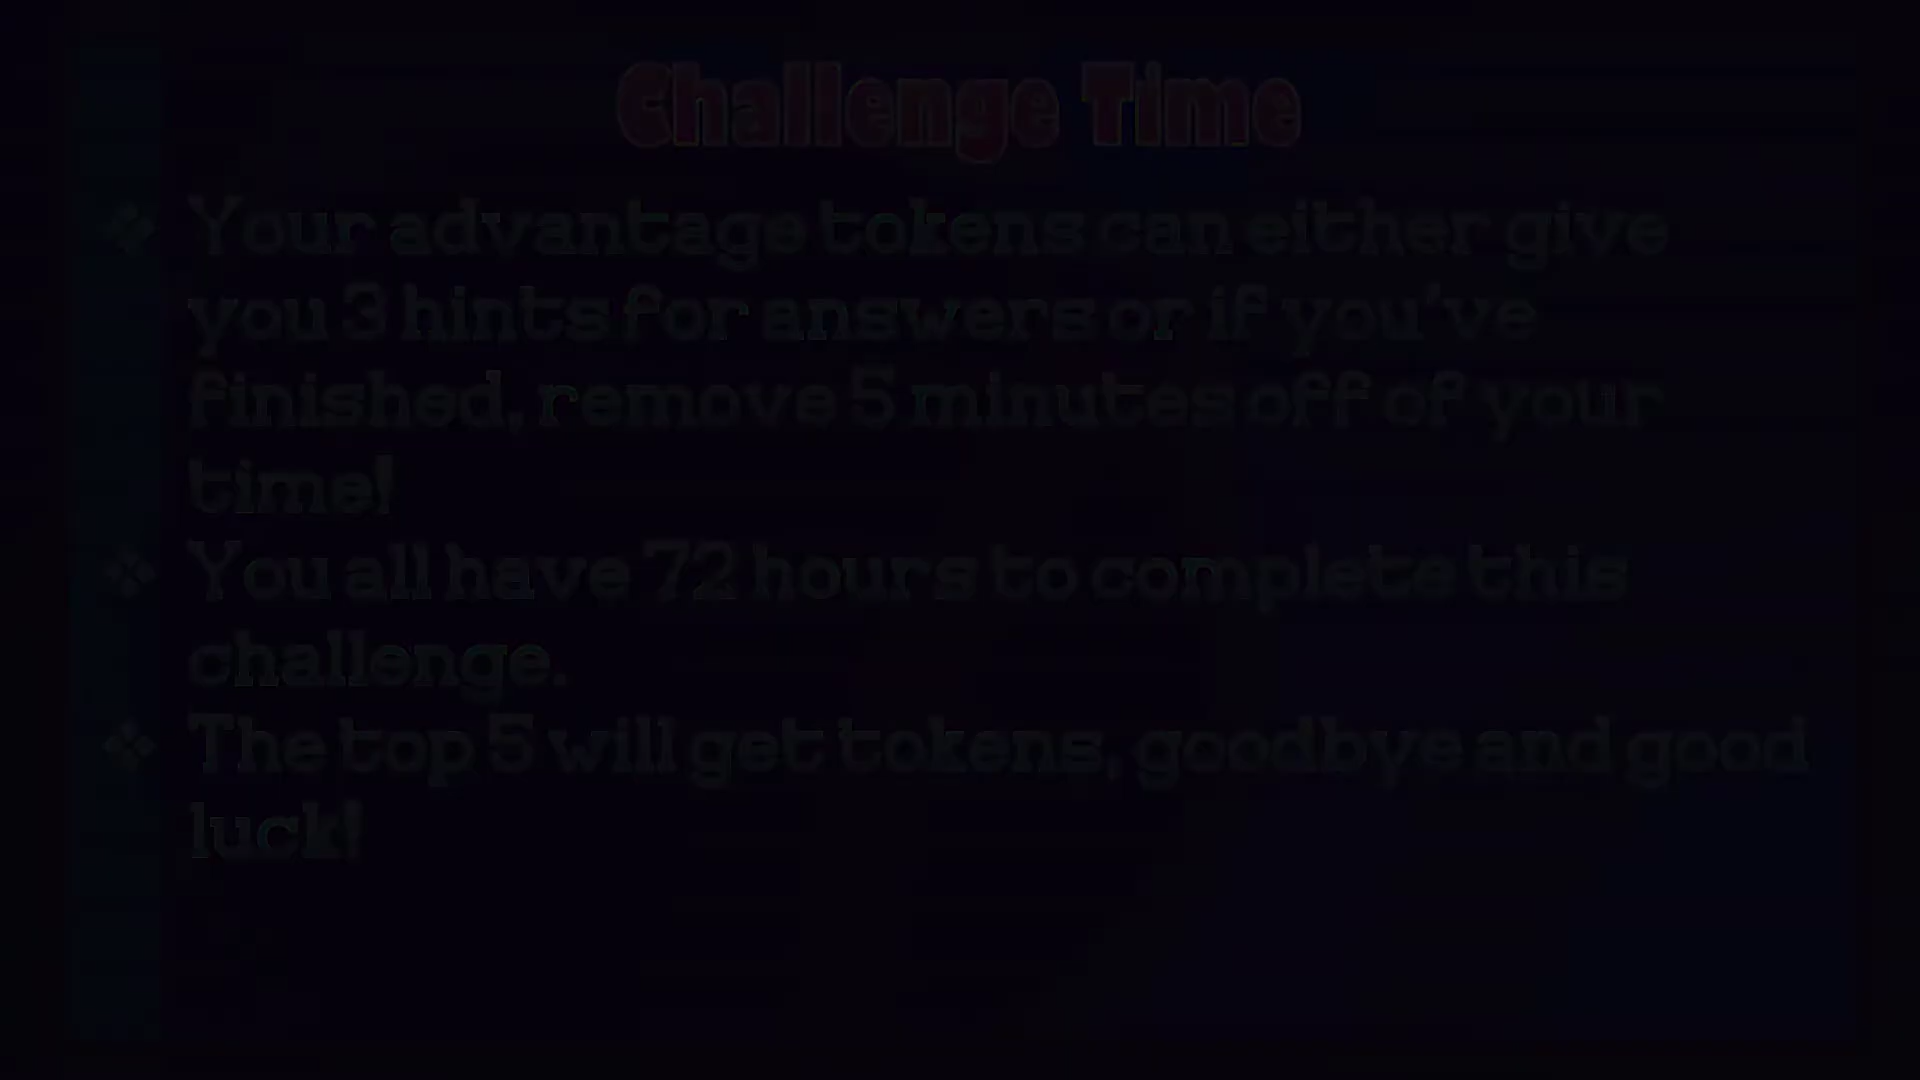 Challenge Time
❖ Your advantage tokens can either give
you 3 hints for answers or if you've
finished, remove 5 minutes off of your
time!
❖ You all have 72 hours to complete this
challenge.
❖ The top 5 will get tokens, goodbye and good
luck!